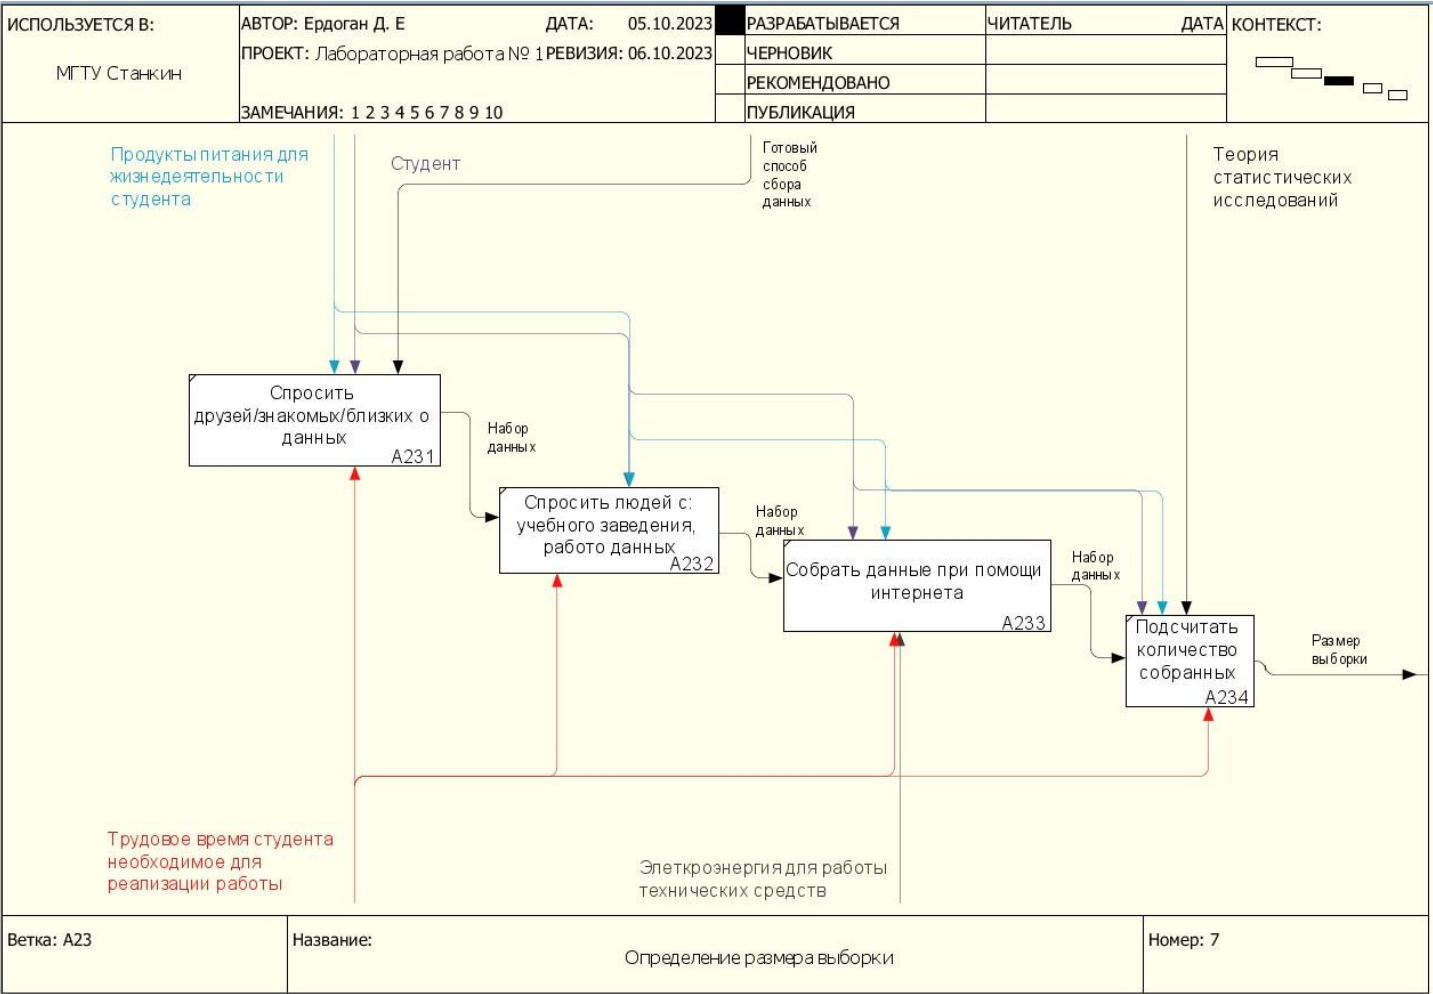 ИСПОЛЬЗУЕТСЯ В:
МГТУ Станкин
АВТОР: Ердоган Д. Е
ДАТА: 05.10.2023
ПРОЕКТ: Лабораторная работа № 1
РЕВИЗИЯ: 06.10.2023
ЗАМЕЧАНИЯ: 1 2 3 4 5 6 7 8 9 10
РАЗРАБАТЫВАЕТСЯ
ЧЕРНОВИК
РЕКОМЕНДОВАНО
ПУБЛИКАЦИЯ
ЧИТАТЕЛЬ
ДАТА
КОНТЕКСТ:
Продукты питания для
жизнедеятельности
студента
Студент
Готовый
способ
сбора
данных
Теория
статистических
исследований
Спросить
друзей/знакомых/близких о
данных
A231
Набор
данных
Спросить людей с:
учебного заведения,
работо данных
A232
Набор
данных
Собрать данные при помощи
интернета
A233
Набор
данных
Подсчитать
количество
собранных
A234
Размер
выборки
Трудовое время студента
необходимое для
реализации работы
Элеткроэнергия для работы
технических средств
Ветка: A23
Название:
Определение размера выборки
Номер: 7